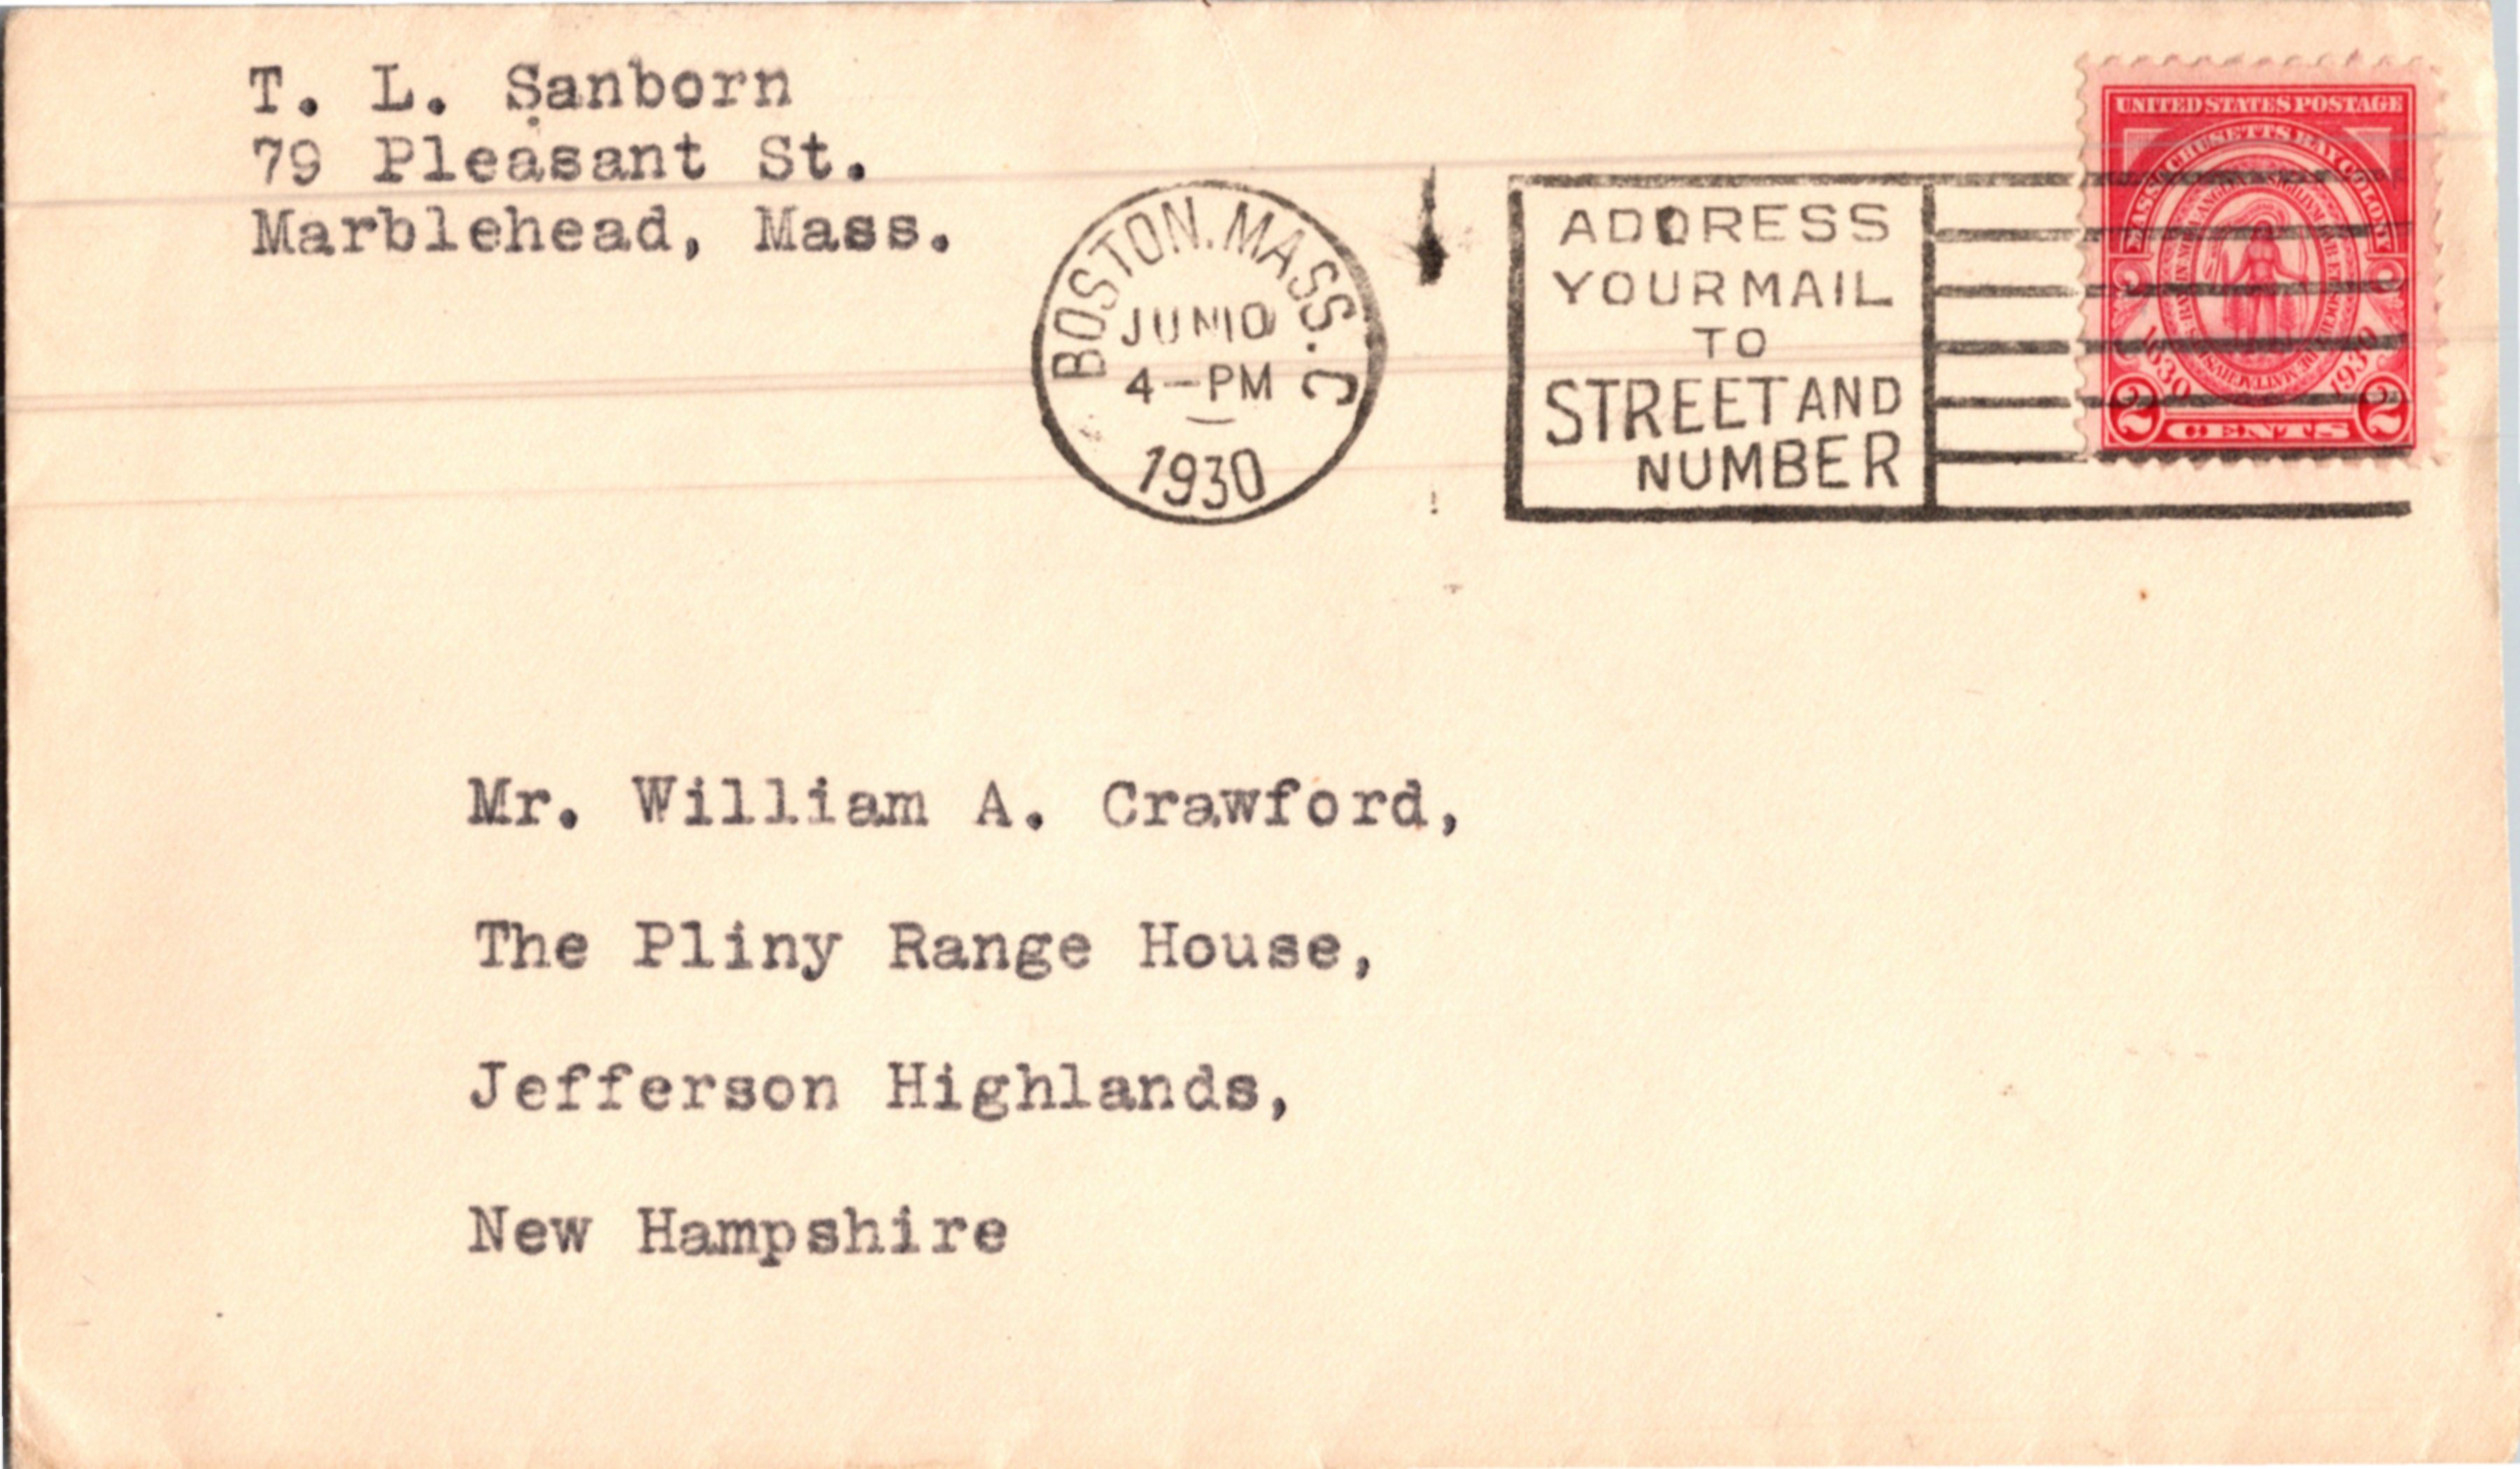 T. L. Sanborn
79 Pleasant St.
Marblehead, Mass.
BOSTON. MASS. C
JUN 10
4-PM
1930
ADDRESS
YOUR MAIL
TO
STREET AND
NUMBER
UNITED STATES POSTAGE
MASSACHUSETTS BAY COLONY
1630 1930
2 CENTS 2
Mr. William A. Crawford,
The Pliny Range House,
Jefferson Highlands,
New Hampshire